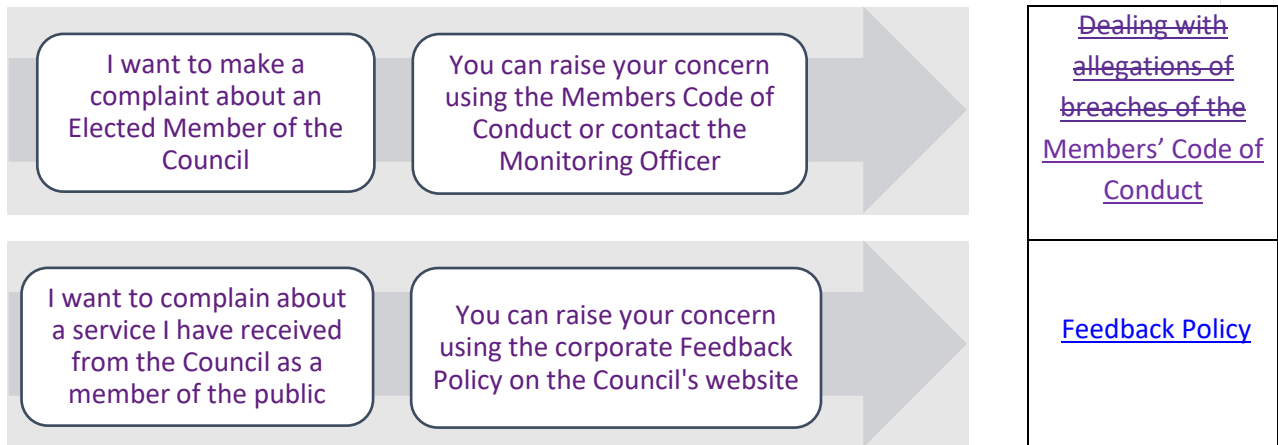 I want to make a
complaint about an
Elected Member of the
Council
You can raise your concern
using the Members Code of
Conduct or contact the
Monitoring Officer
Dealing with
allegations of
breaches of the
Members’ Code of
Conduct
I want to complain about
a service I have received
from the Council as a
member of the public
You can raise your concern
using the corporate Feedback
Policy on the Council's website
Feedback Policy